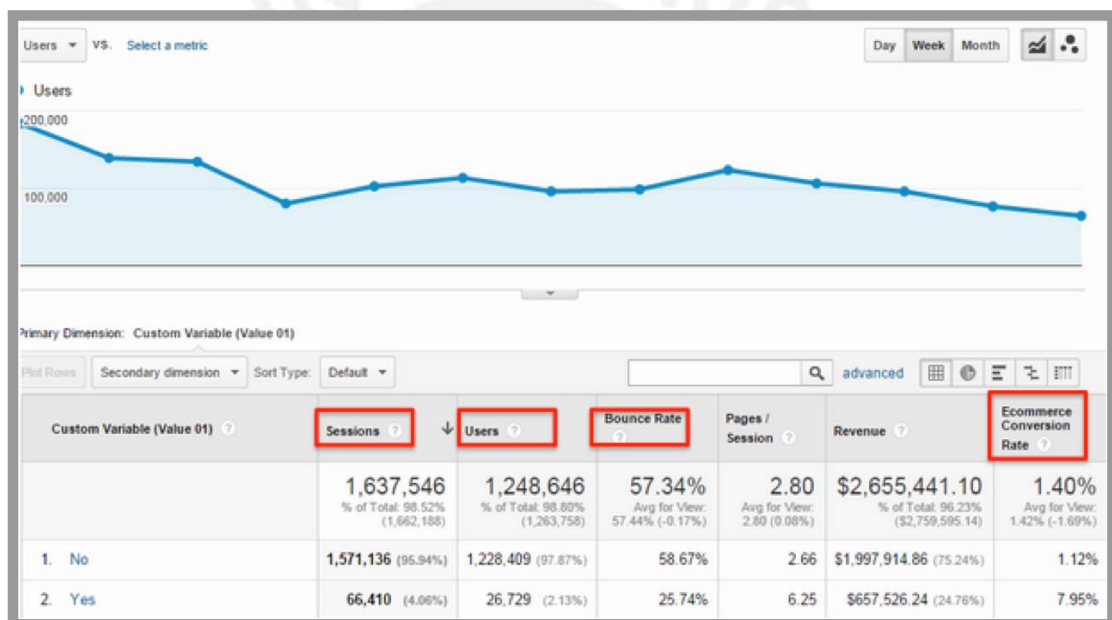 Users VS. Select a metric Day Week Month
Users
200,000
100,000
Primary Dimension: Custom Variable (Value 01)
Plot Rows Secondary dimension Sort Type: Default advanced
Custom Variable (Value 01) ? Sessions ? Users ? Bounce Rate ? Pages / Session ? Revenue ? Ecommerce Conversion Rate ?
1,637,546 1,248,646 57.34% 2.80 $2,655,441.10 1.40%
% of Total: 98.52% (1,662,188) % of Total: 98.80% (1,263,758) Avg for View: 57.44% (-0.17%) Avg for View: 2.80 (0.08%) % of Total: 96.23% ($2,759,595.14) Avg for View: 1.42% (-1.69%)
1. No 1,571,136 (95.94%) 1,228,409 (97.87%) 58.67% 2.66 $1,997,914.86 (75.24%) 1.12%
2. Yes 66,410 (4.06%) 26,729 (2.13%) 25.74% 6.25 $657,526.24 (24.76%) 7.95%